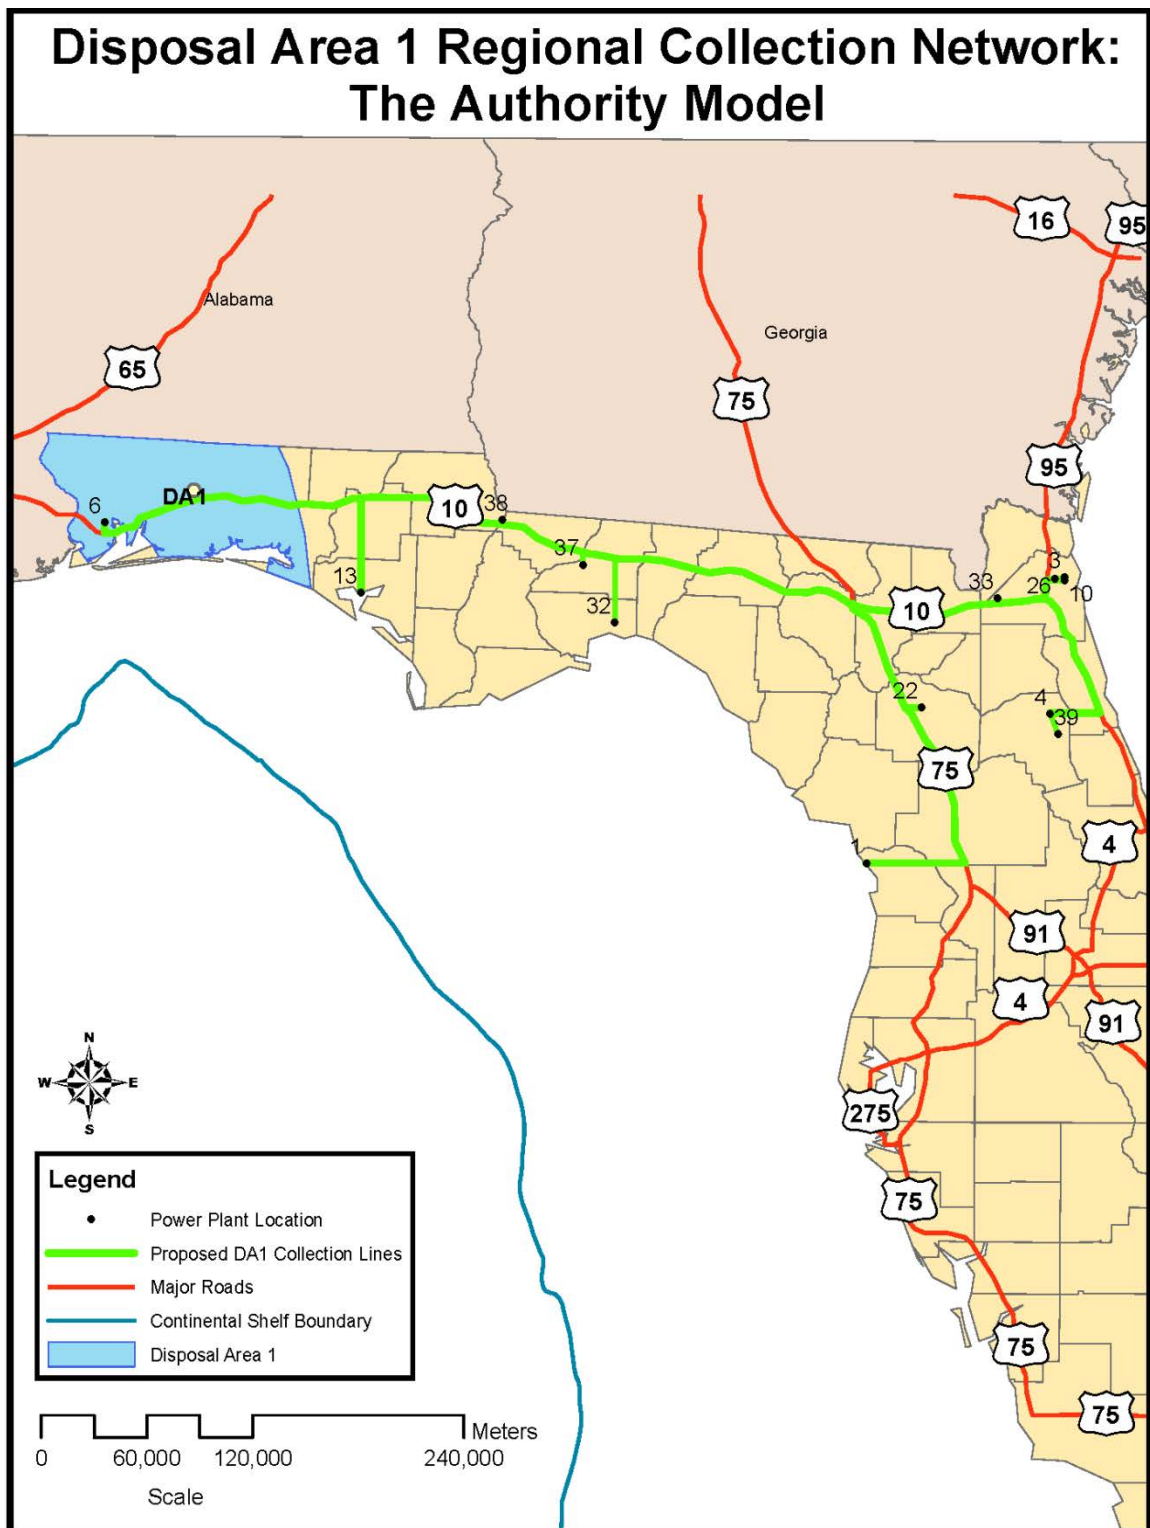 Disposal Area 1 Regional Collection Network:
The Authority Model
16
95
Alabama
Georgia
65
75
95
DA1
6
10
38
37
13
32
3
33
26
10
10
22
4
39
75
1
4
91
4
91
275
75
75
75
N
W E
S
Legend
Power Plant Location
Proposed DA1 Collection Lines
Major Roads
Continental Shelf Boundary
Disposal Area 1
Meters
0 60,000 120,000 240,000
Scale